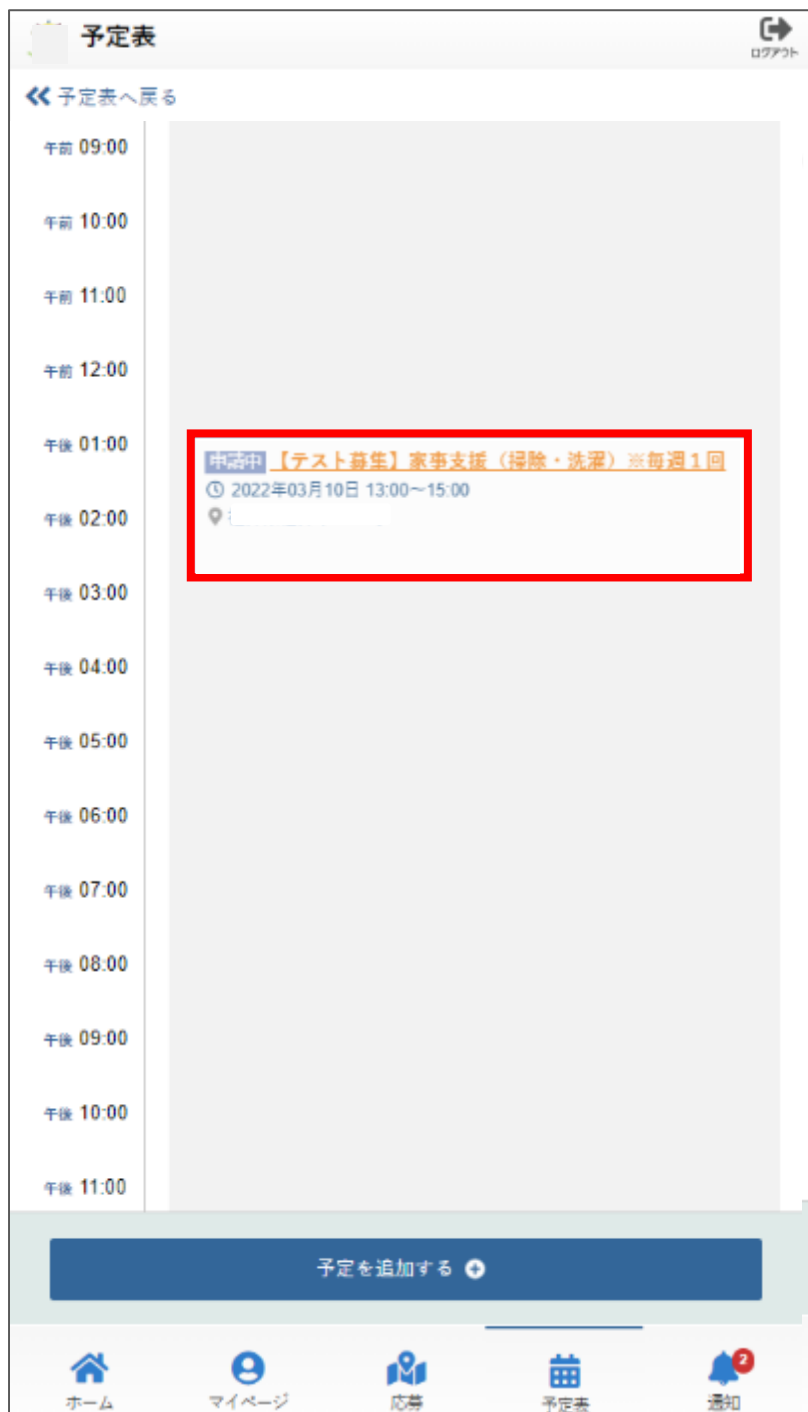 予定表
ログアウト
予定表へ戻る
午前 09:00
午前 10:00
午前 11:00
午前 12:00
午後 01:00
申請中 【テスト募集】家事支援（掃除・洗濯）※毎週１回
2022年03月10日 13:00～15:00
午後 02:00
午後 03:00
午後 04:00
午後 05:00
午後 06:00
午後 07:00
午後 08:00
午後 09:00
午後 10:00
午後 11:00
予定を追加する
2
ホーム マイページ 応募 予定表 通知